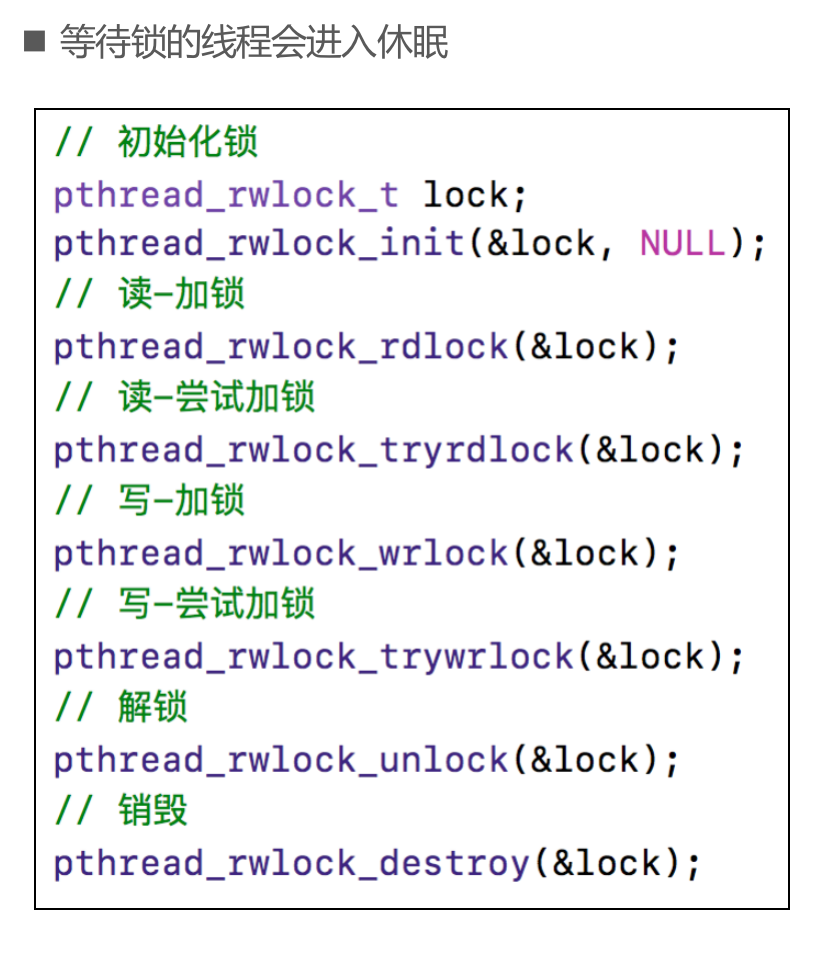 ■ 等待锁的线程会进入休眠
// 初始化锁
pthread_rwlock_t lock;
pthread_rwlock_init(&lock, NULL);
// 读-加锁
pthread_rwlock_rdlock(&lock);
// 读-尝试加锁
pthread_rwlock_tryrdlock(&lock);
// 写-加锁
pthread_rwlock_wrlock(&lock);
// 写-尝试加锁
pthread_rwlock_trywrlock(&lock);
// 解锁
pthread_rwlock_unlock(&lock);
// 销毁
pthread_rwlock_destroy(&lock);